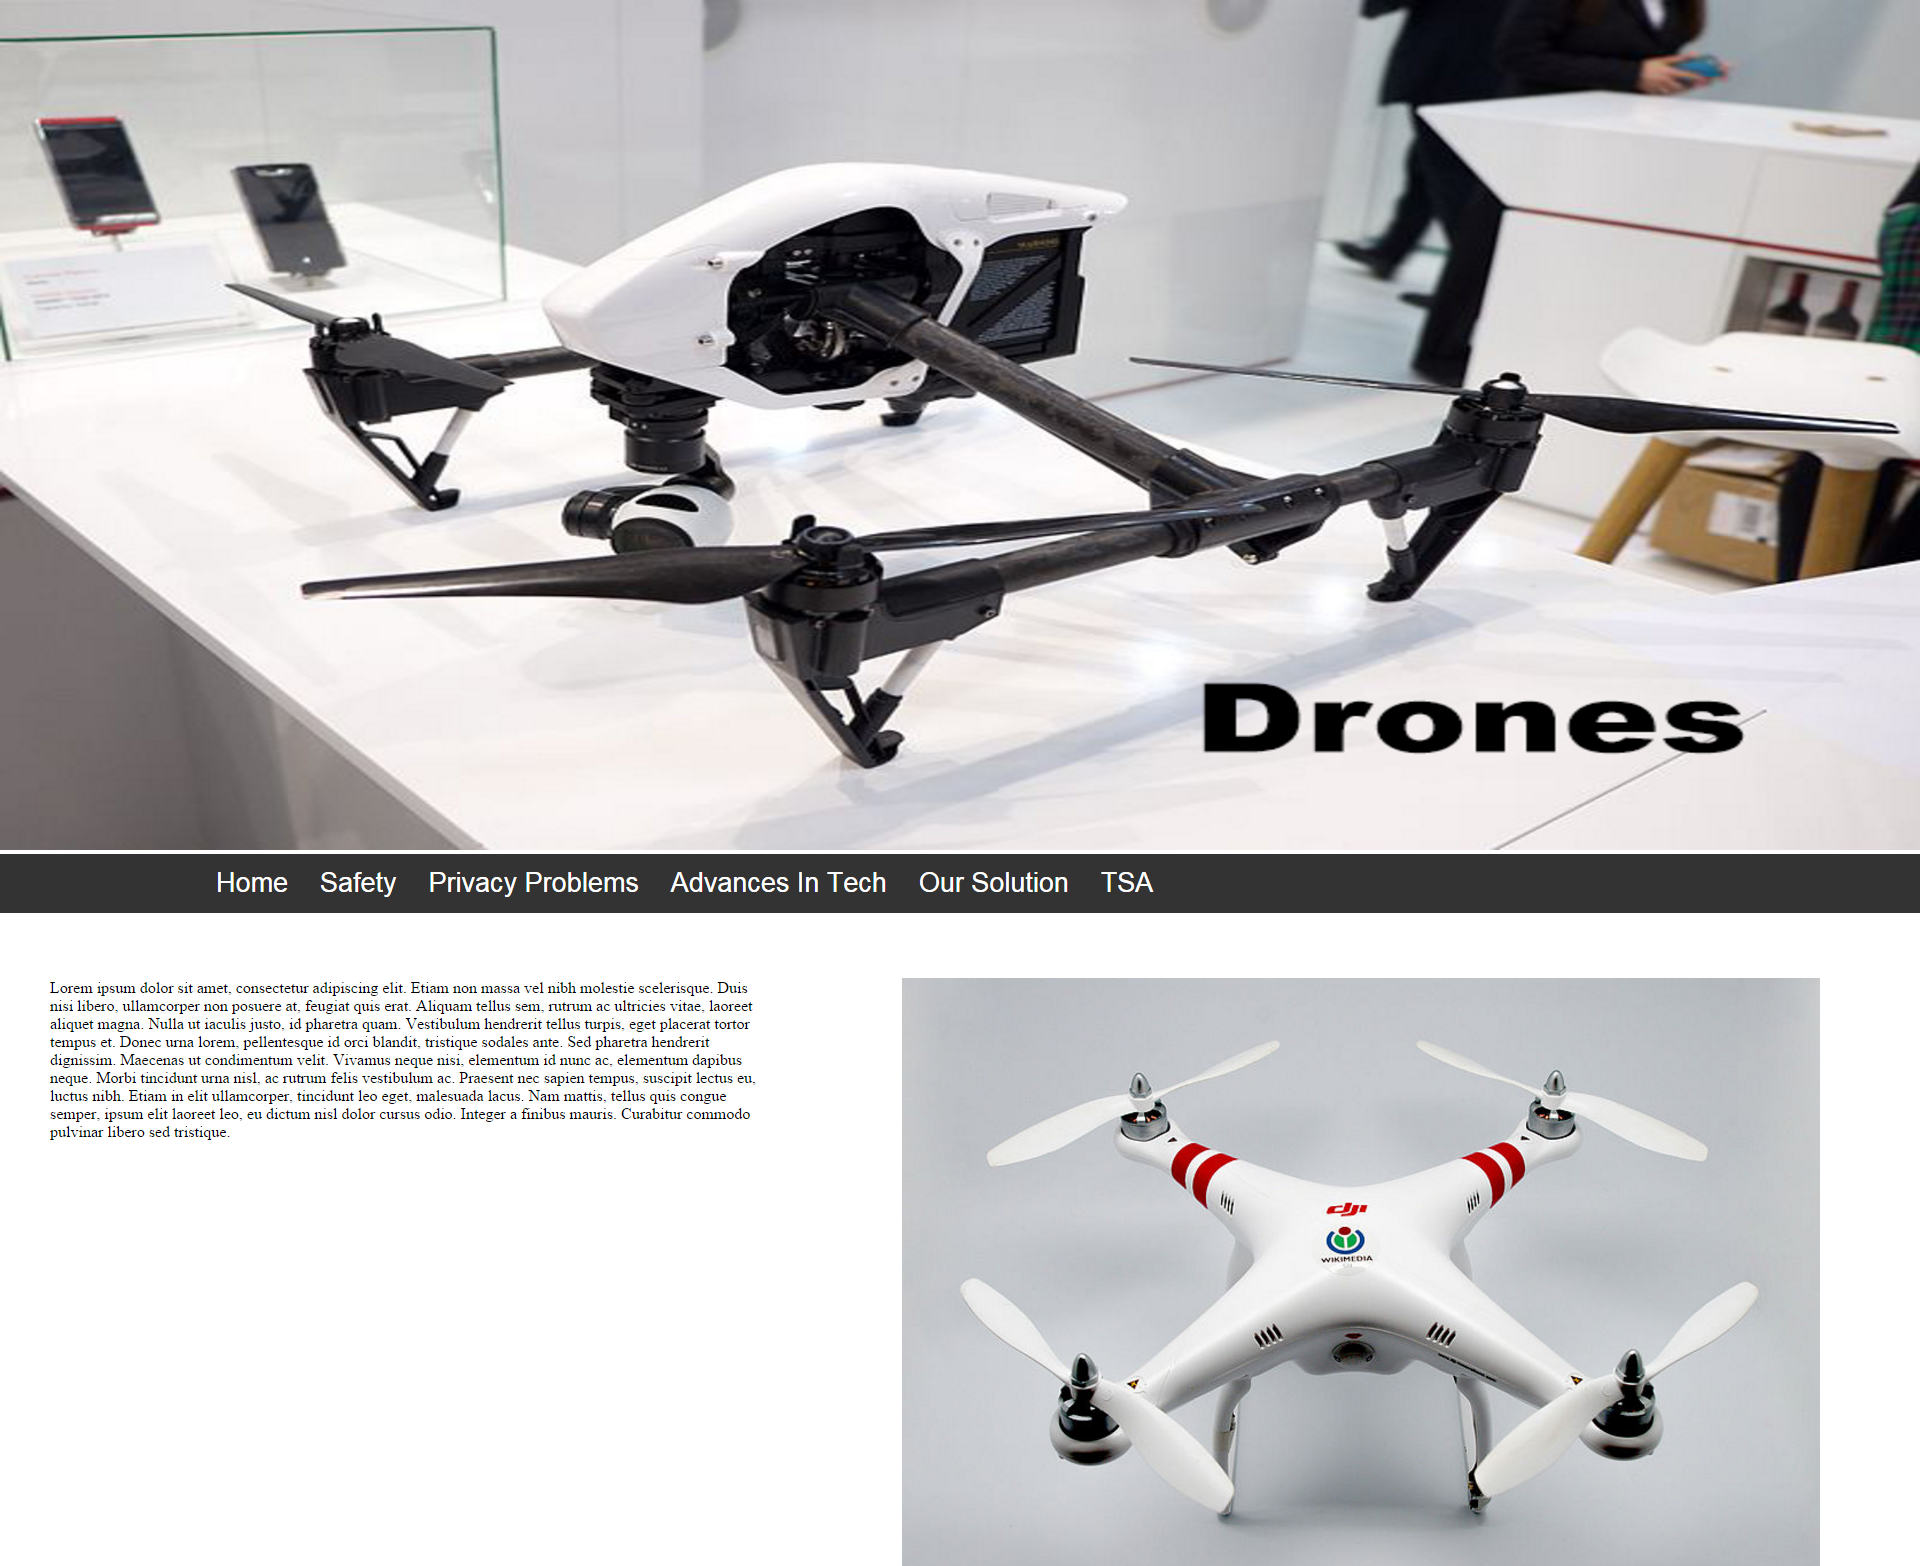 Drones
Home Safety Privacy Problems Advances In Tech Our Solution TSA
Lorem ipsum dolor sit amet, consectetur adipiscing elit. Etiam non massa vel nibh molestie scelerisque. Duis
nisi libero, ullamcorper non posuere at, feugiat quis erat. Aliquam tellus sem, rutrum ac ultricies vitae, laoreet
aliquet magna. Nulla ut iaculis justo, id pharetra quam. Vestibulum hendrerit tellus turpis, eget placerat tortor
tempus et. Donec urna lorem, pellentesque id orci blandit, tristique sodales ante. Sed pharetra hendrerit
dignissim. Maecenas ut condimentum velit. Vivamus neque nisi, elementum id nunc ac, elementum dapibus
neque. Morbi tincidunt urna nisl, ac rutrum felis vestibulum ac. Praesent nec sapien tempus, suscipit lectus eu,
luctus nibh. Etiam in elit ullamcorper, tincidunt leo eget, malesuada lacus. Nam mattis, tellus quis congue
semper, ipsum elit laoreet leo, eu dictum nisl dolor cursus odio. Integer a finibus mauris. Curabitur commodo
pulvinar libero sed tristique.
dji
WIKIMEDIA